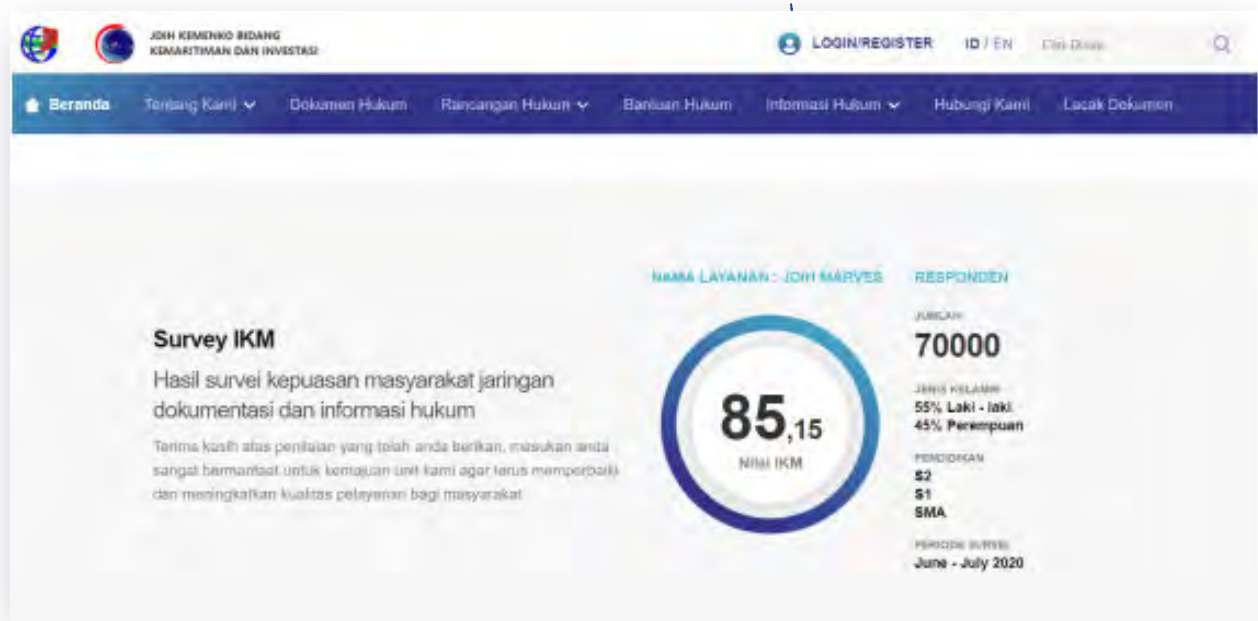 JDIH KEMENKO BIDANG
KEMARITIMAN DAN INVESTASI
LOGIN/REGISTER
ID / EN
Beranda
Tentang Kami
Dokumen Hukum
Rancangan Hukum
Bantuan Hukum
Informasi Hukum
Hubungi Kami
Lacak Dokumen
Survey IKM
Hasil survei kepuasan masyarakat jaringan
dokumentasi dan informasi hukum
Terima kasih atas penilaian yang telah anda berikan, masukan anda
sangat bermanfaat untuk kemajuan unit kami agar terus memperbaiki
dan meningkatkan kualitas pelayanan bagi masyarakat
NAMA LAYANAN : JDIH MARVES
85,15
Nilai IKM
RESPONDEN
JUMLAH
70000
JENIS KELAMIN
55% Laki - laki
45% Perempuan
PENDIDIKAN
S2
S1
SMA
PERIODE SURVEI
June - July 2020